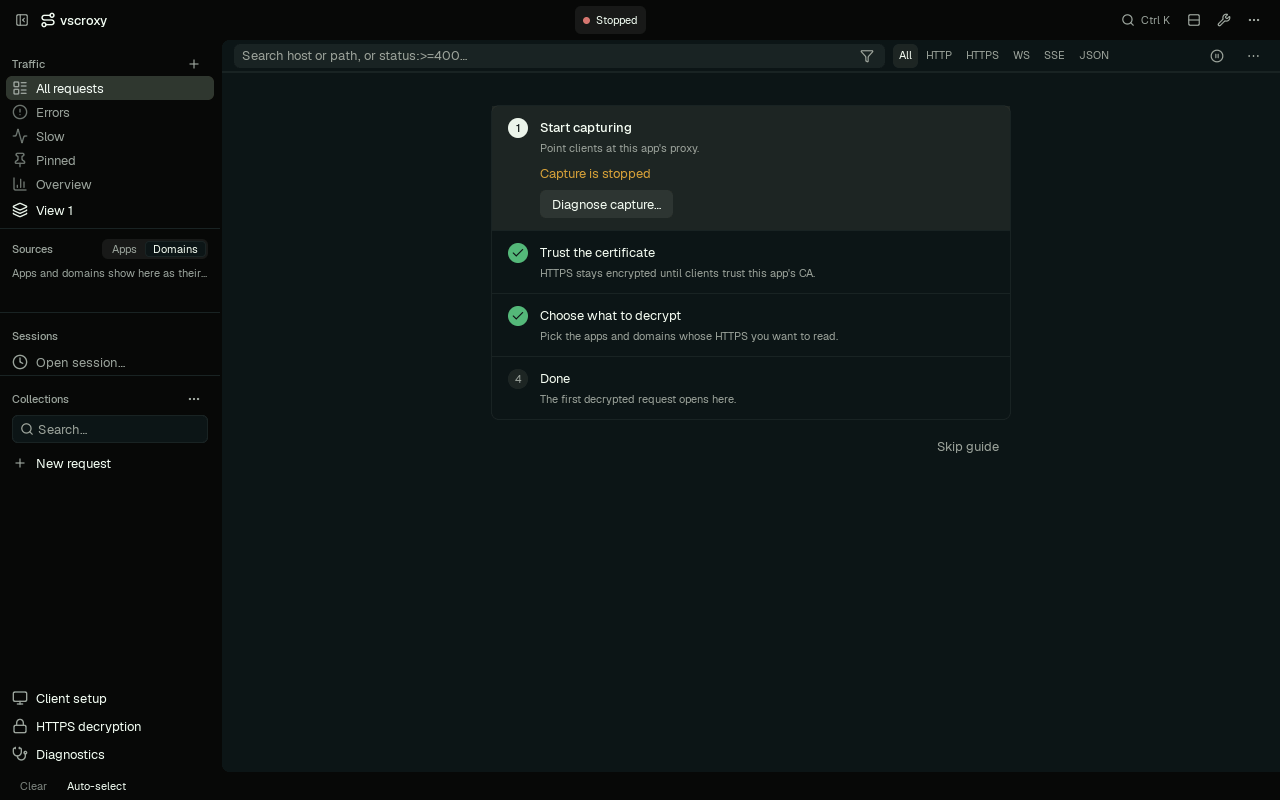 vscroxy
Stopped
Ctrl K
Traffic
All requests
Errors
Slow
Pinned
Overview
View 1
Sources
Apps
Domains
Apps and domains show here as their...
Sessions
Open session...
Collections
Search...
New request
Client setup
HTTPS decryption
Diagnostics
Clear
Auto-select
Search host or path, or status:>=400...
All
HTTP
HTTPS
WS
SSE
JSON
1
Start capturing
Point clients at this app's proxy.
Capture is stopped
Diagnose capture...
Trust the certificate
HTTPS stays encrypted until clients trust this app's CA.
Choose what to decrypt
Pick the apps and domains whose HTTPS you want to read.
4
Done
The first decrypted request opens here.
Skip guide